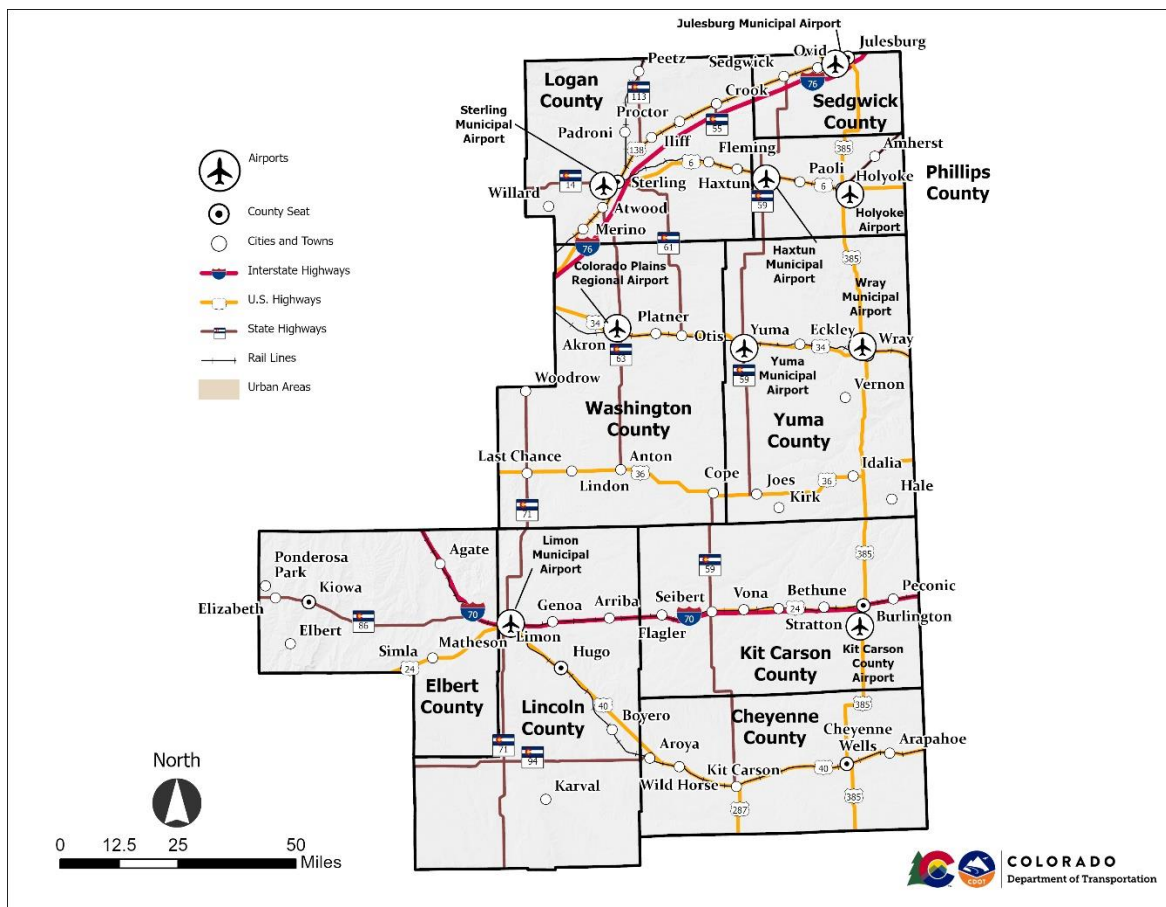 Julesburg Municipal Airport
Peetz
Sedgwick
Ovid
Julesburg
Logan
County
113
76
Crook
Sedgwick
County
Sterling
Municipal
Airport
Proctor
55
Padroni
138
Iliff
385
Amherst
Fleming
6
Paoli
Phillips
County
Airports
Willard
14
Sterling
Haxtun
59
6
Holyoke
Atwood
Holyoke
Airport
County Seat
Merino
61
Cities and Towns
76
Haxtun
Municipal
Airport
385
Interstate Highways
Colorado Plains
Regional Airport
Wray
Municipal
Airport
U.S. Highways
34
Platner
Yuma
Eckley
State Highways
Akron
Otis
34
Wray
63
Rail Lines
Yuma
Municipal
Airport
59
Urban Areas
Woodrow
Vernon
Washington
County
Yuma
County
Last Chance
Anton
36
Lindon
Cope
Joes
36
Idalia
Kirk
Hale
71
Limon
Municipal
Airport
Ponderosa
Park
Agate
385
Kiowa
59
Elizabeth
Genoa
Arriba
Seibert
Vona
Bethune
Peconic
86
70
70
24
Elbert
Matheson
Limon
Flagler
Stratton
Burlington
Simla
24
Hugo
Kit Carson
County
Kit Carson
County
Airport
Elbert
County
Lincoln
County
40
Boyero
Cheyenne
County
385
Cheyenne
Wells
Arapahoe
71
94
Aroya
Kit Carson
40
Wild Horse
Karval
287
385
North
0 12.5 25 50
Miles
CDOT
COLORADO
Department of Transportation